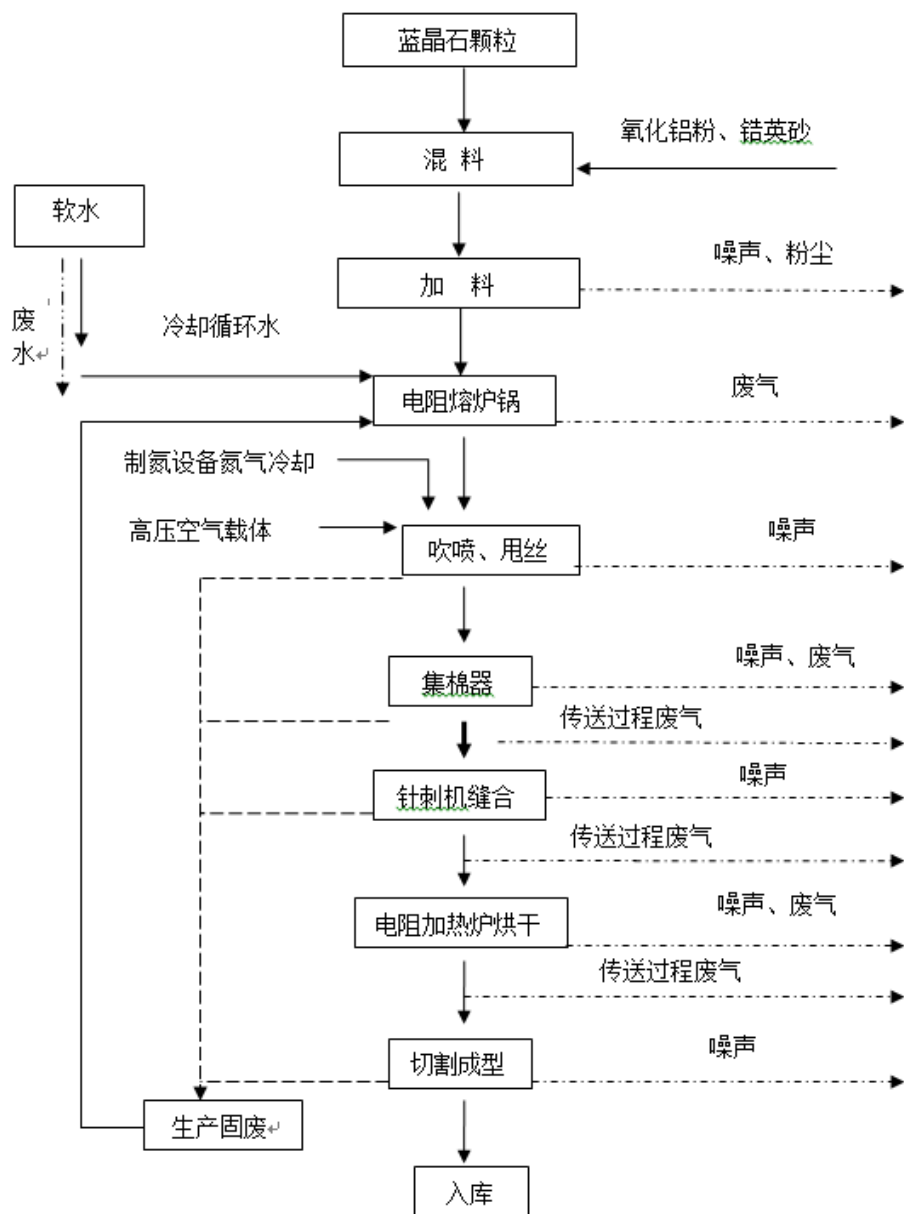 蓝晶石颗粒
氧化铝粉、锆英砂
混 料
软水
噪声、粉尘
加 料
废
水
冷却循环水
废气
电阻熔炉锅
制氮设备氮气冷却
高压空气载体
噪声
吹喷、甩丝
噪声、废气
集棉器
传送过程废气
噪声
针刺机缝合
传送过程废气
噪声、废气
电阻加热炉烘干
传送过程废气
噪声
切割成型
生产固废
入库